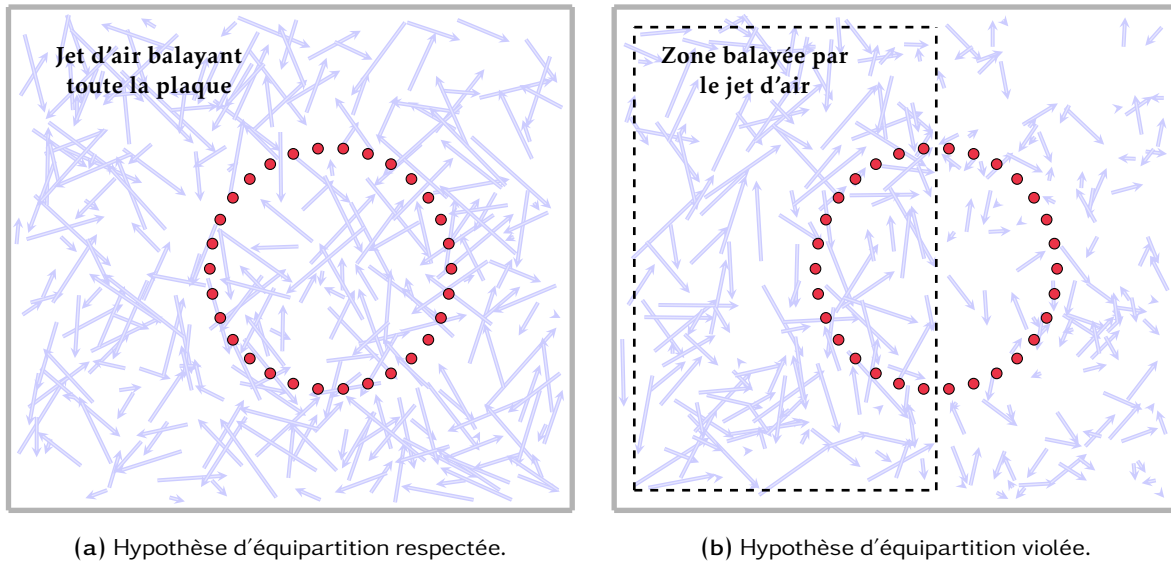 Jet d'air balayant
toute la plaque
Zone balayée par
le jet d'air
(a) Hypothèse d'équipartition respectée.
(b) Hypothèse d'équipartition violée.